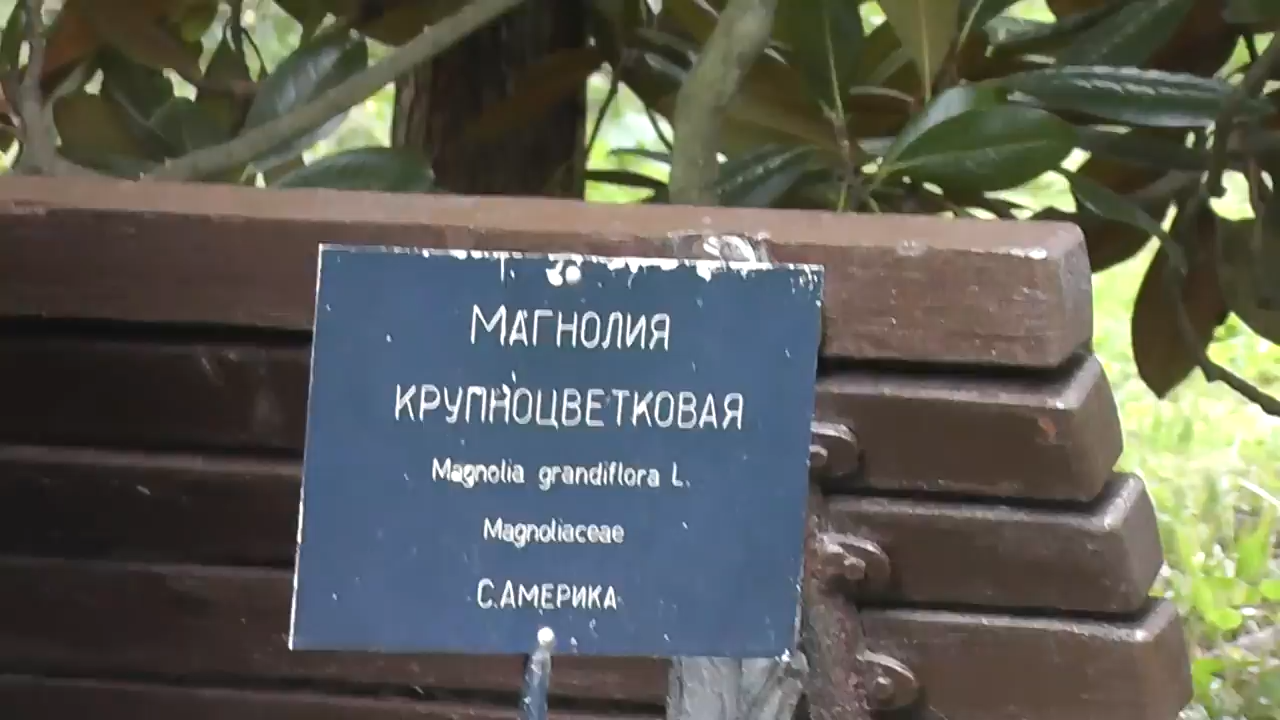 МАГНОЛИЯ
КРУПНОЦВЕТКОВАЯ
Magnolia grandiflora L.
Magnoliaceae
С.АМЕРИКА